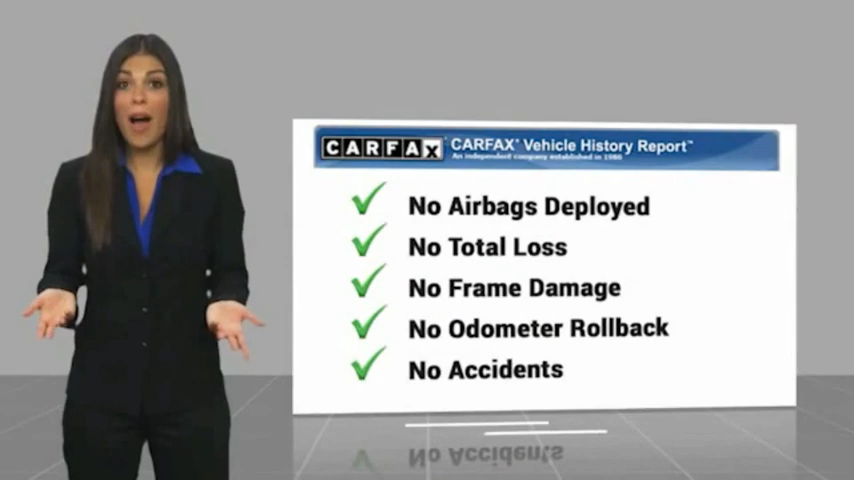 CARFAX CARFAX® Vehicle History Report™
An independent company established in 1986
No Airbags Deployed
No Total Loss
No Frame Damage
No Odometer Rollback
No Accidents
No Accidents